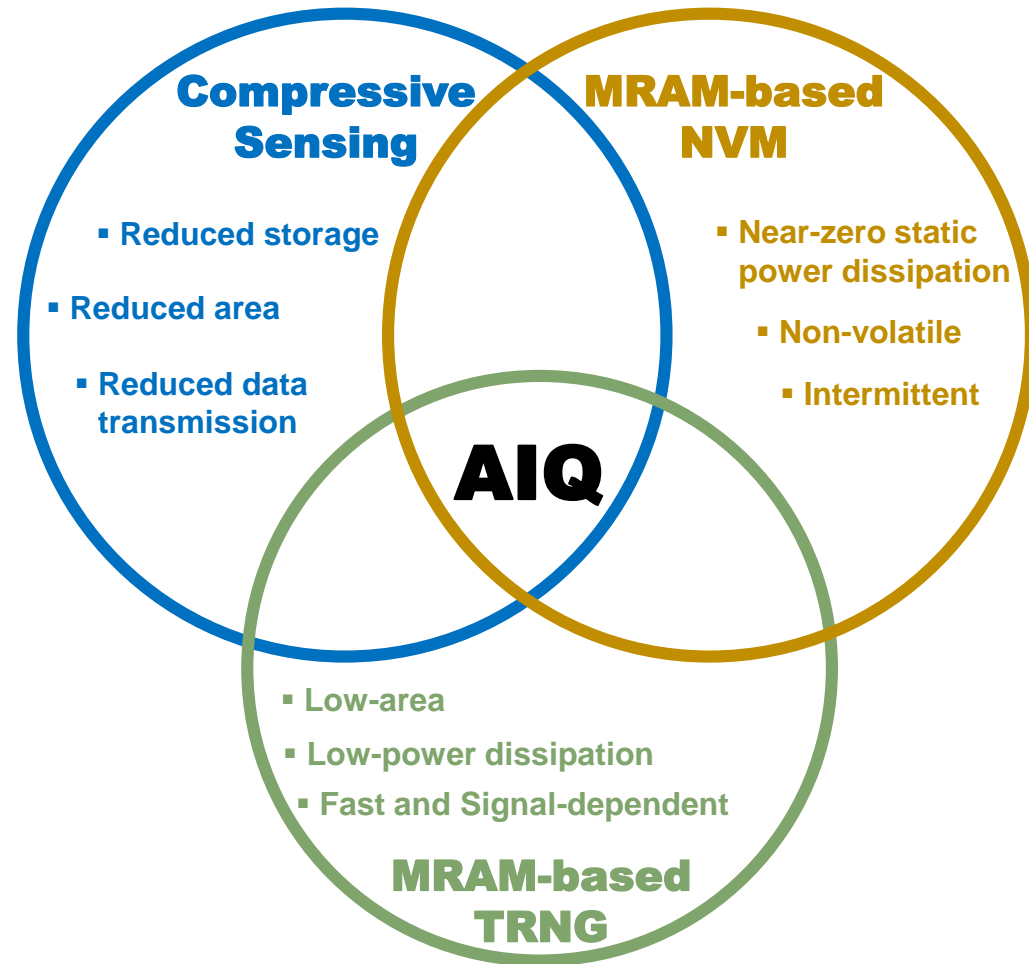 Compressive
Sensing
▪ Reduced storage
▪ Reduced area
▪ Reduced data
transmission
MRAM-based
NVM
▪ Near-zero static
power dissipation
▪ Non-volatile
▪ Intermittent
AIQ
▪ Low-area
▪ Low-power dissipation
▪ Fast and Signal-dependent
MRAM-based
TRNG